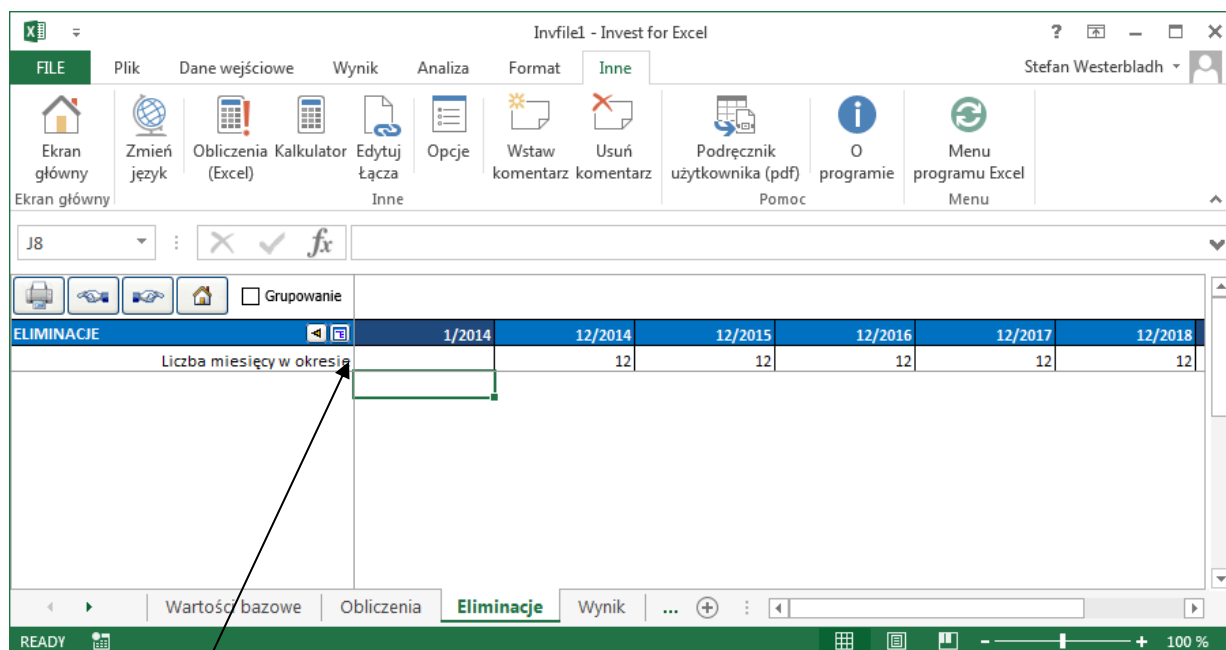 Invfile1 - Invest for Excel
FILE Plik Dane wejściowe Wynik Analiza Format Inne Stefan Westerbladh
Ekran główny
Zmień język
Obliczenia (Excel)
Kalkulator
Edytuj Łącza
Opcje
Wstaw komentarz
Usuń komentarz
Podręcznik użytkownika (pdf)
O programie
Menu programu Excel
Ekran główny Inne Pomoc Menu
J8 fx
Grupowanie
ELIMINACJE 1/2014 12/2014 12/2015 12/2016 12/2017 12/2018
Liczba miesięcy w okresie 12 12 12 12 12
Wartości bazowe Obliczenia Eliminacje Wynik ...
READY 100 %